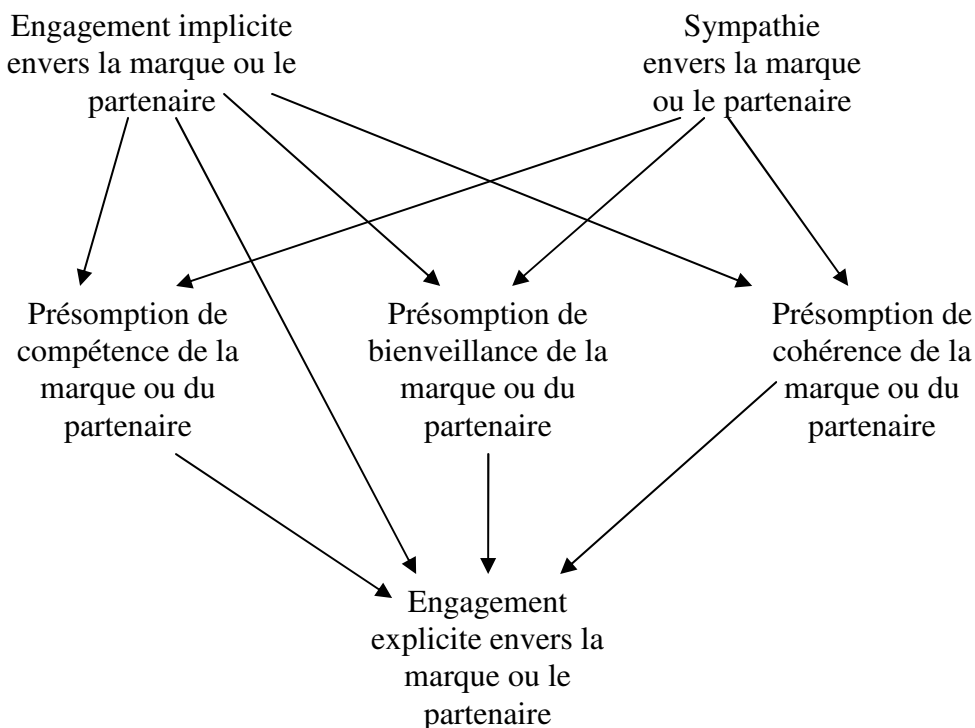 Engagement implicite
envers la marque ou le
partenaire
Sympathie
envers la marque
ou le partenaire
Présomption de
compétence de la
marque ou du
partenaire
Présomption de
bienveillance de la
marque ou du
partenaire
Présomption de
cohérence de la
marque ou du
partenaire
Engagement
explicite envers la
marque ou le
partenaire